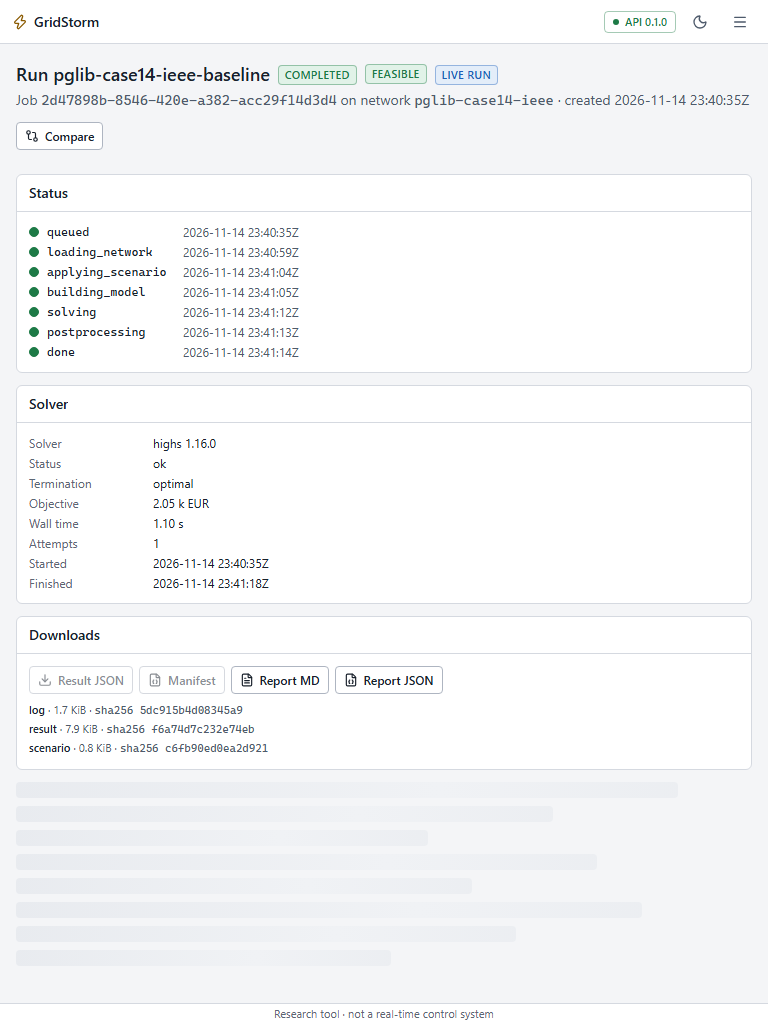 GridStorm
API 0.1.0
Run pglib-case14-ieee-baseline COMPLETED FEASIBLE LIVE RUN
Job 2d47898b-8546-420e-a382-acc29f14d3d4 on network pglib-case14-ieee · created 2026-11-14 23:40:35Z
Compare
Status
queued 2026-11-14 23:40:35Z
loading_network 2026-11-14 23:40:59Z
applying_scenario 2026-11-14 23:41:04Z
building_model 2026-11-14 23:41:05Z
solving 2026-11-14 23:41:12Z
postprocessing 2026-11-14 23:41:13Z
done 2026-11-14 23:41:14Z
Solver
Solver highs 1.16.0
Status ok
Termination optimal
Objective 2.05 k EUR
Wall time 1.10 s
Attempts 1
Started 2026-11-14 23:40:35Z
Finished 2026-11-14 23:41:18Z
Downloads
Result JSON Manifest Report MD Report JSON
log · 1.7 KiB · sha256 5dc915b4d08345a9
result · 7.9 KiB · sha256 f6a74d7c232e74eb
scenario · 0.8 KiB · sha256 c6fb90ed0ea2d921
Research tool · not a real-time control system